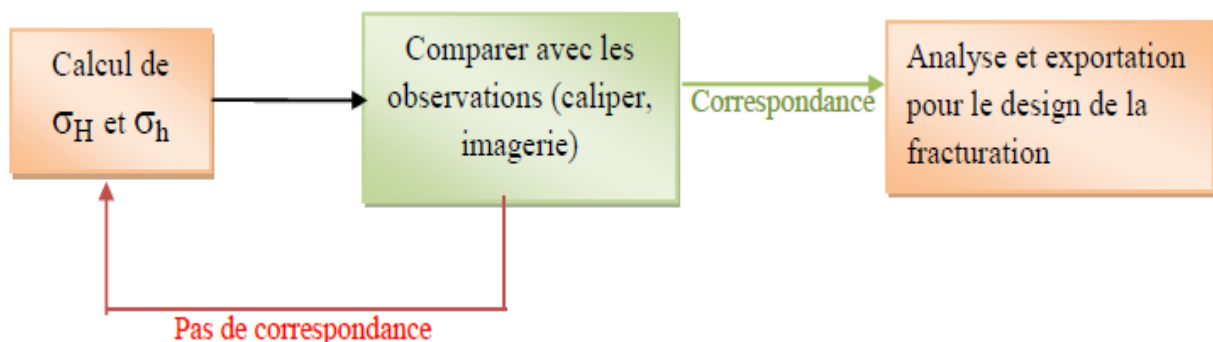 Calcul de
σH et σh
Comparer avec les
observations (caliper,
imagerie)
Correspondance
Analyse et exportation
pour le design de la
fracturation
Pas de correspondance